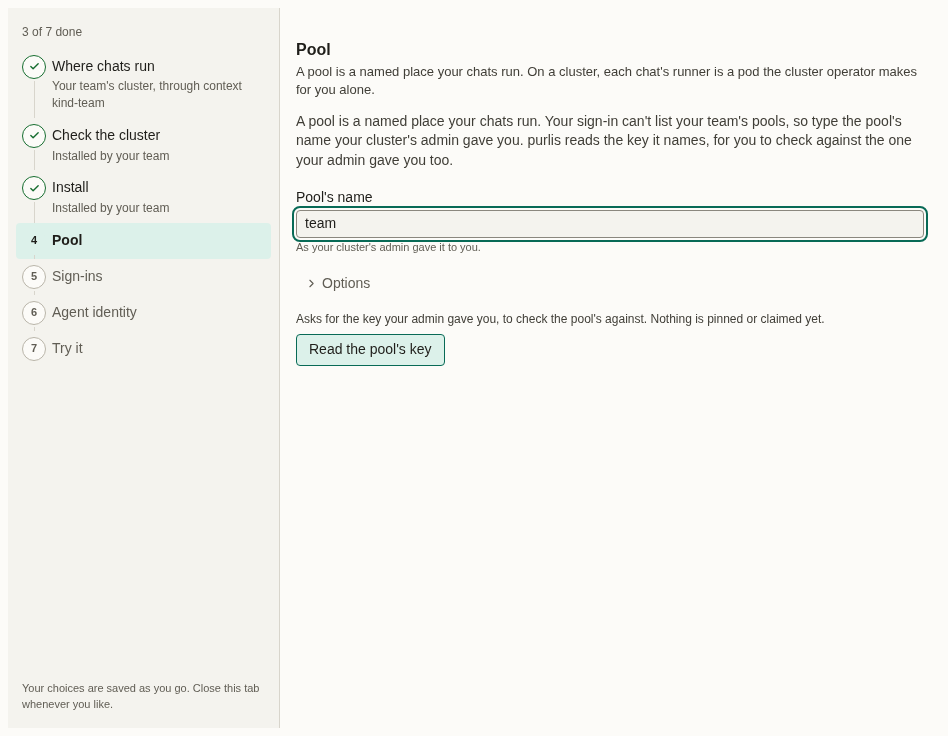 3 of 7 done
Where chats run
Your team's cluster, through context
kind-team
Check the cluster
Installed by your team
Install
Installed by your team
4 Pool
5 Sign-ins
6 Agent identity
7 Try it
Your choices are saved as you go. Close this tab
whenever you like.
Pool
A pool is a named place your chats run. On a cluster, each chat's runner is a pod the cluster operator makes
for you alone.
A pool is a named place your chats run. Your sign-in can't list your team's pools, so type the pool's
name your cluster's admin gave you. purlis reads the key it names, for you to check against the one
your admin gave you too.
Pool's name
team
As your cluster's admin gave it to you.
Options
Asks for the key your admin gave you, to check the pool's against. Nothing is pinned or claimed yet.
Read the pool's key